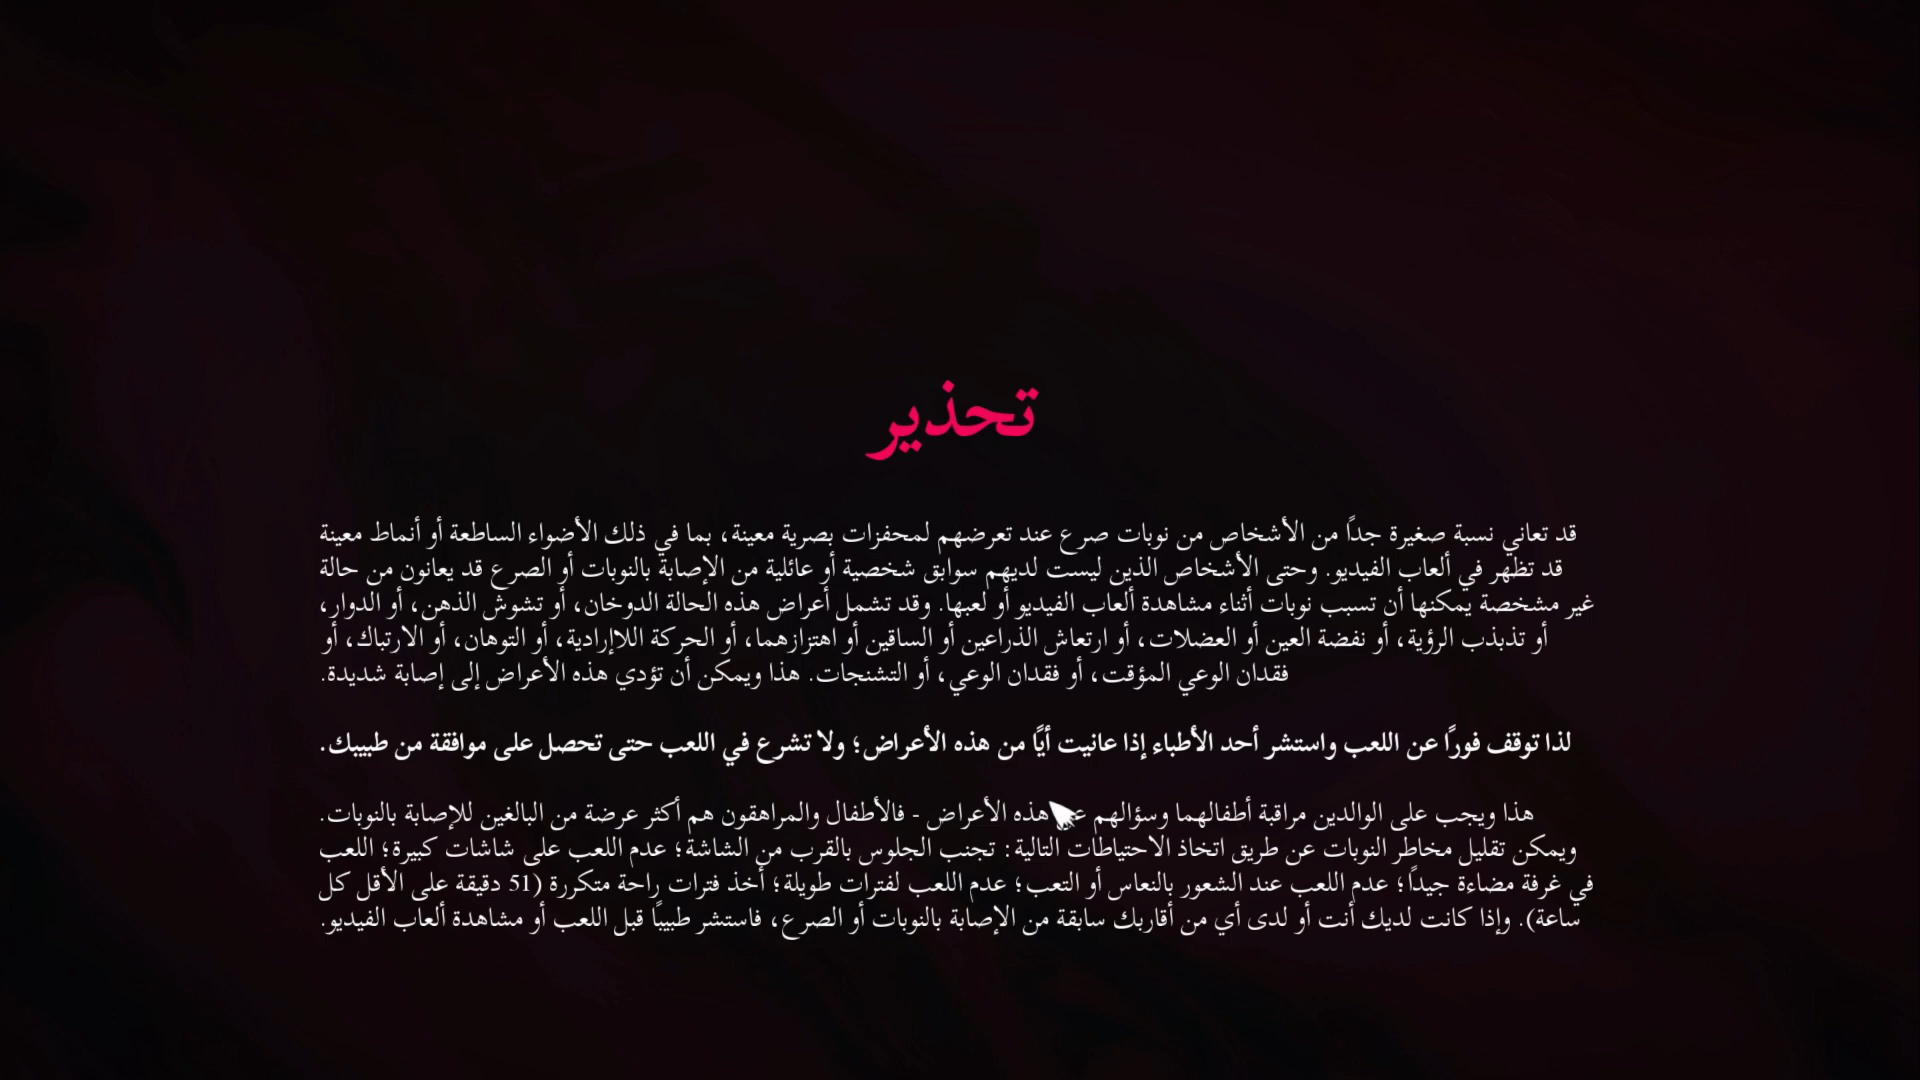 تحذير
قد تعاني نسبة صغيرة جدًا من الأشخاص من نوبات صرع عند تعرضهم لمحفزات بصرية معينة، بما في ذلك الأضواء الساطعة أو أنماط معينة
قد تظهر في ألعاب الفيديو. وحتى الأشخاص الذين ليست لديهم سوابق شخصية أو عائلية من الإصابة بالنوبات أو الصرع قد يعانون من حالة
غير مشخصة يمكنها أن تسبب نوبات أثناء مشاهدة ألعاب الفيديو أو لعبها. وقد تشمل أعراض هذه الحالة الدوخان، أو تشوش الذهن، أو الدوار،
أو تذبذب الرؤية، أو نفضة العين أو العضلات، أو ارتعاش الذراعين أو الساقين أو اهتزازهما، أو الحركة اللاإرادية، أو التوهان، أو الارتباك، أو
فقدان الوعي المؤقت، أو فقدان الوعي، أو التشنجات. هذا ويمكن أن تؤدي هذه الأعراض إلى إصابة شديدة.
لذا توقف فورًا عن اللعب واستشر أحد الأطباء إذا عانيت أيًا من هذه الأعراض؛ ولا تشرع في اللعب حتى تحصل على موافقة من طبيبك.
هذا ويجب على الوالدين مراقبة أطفالهما وسؤالهم عن هذه الأعراض - فالأطفال والمراهقون هم أكثر عرضة من البالغين للإصابة بالنوبات.
ويمكن تقليل مخاطر النوبات عن طريق اتخاذ الاحتياطات التالية: تجنب الجلوس بالقرب من الشاشة؛ عدم اللعب على شاشات كبيرة؛ اللعب
في غرفة مضاءة جيدًا؛ عدم اللعب عند الشعور بالنعاس أو التعب؛ عدم اللعب لفترات طويلة؛ أخذ فترات راحة متكررة (51 دقيقة على الأقل كل
ساعة). وإذا كانت لديك أنت أو لدى أي من أقاربك سابقة من الإصابة بالنوبات أو الصرع، فاستشر طبيبًا قبل اللعب أو مشاهدة ألعاب الفيديو.